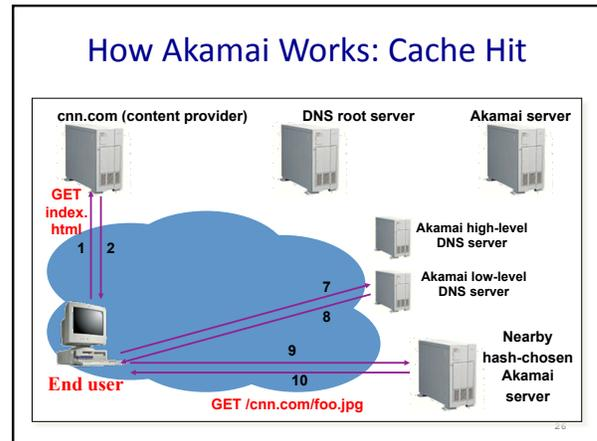 How Akamai Works: Cache Hit
cnn.com (content provider)
DNS root server
Akamai server
GET
index.
html
1
2
Akamai high-level
DNS server
Akamai low-level
DNS server
7
8
9
10
End user
Nearby
hash-chosen
Akamai
server
GET /cnn.com/foo.jpg
26